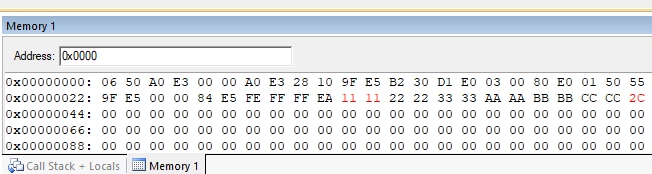 Memory 1
Address: 0x0000
0x00000000: 06 50 A0 E3 00 00 A0 E3 28 10 9F E5 B2 30 D1 E0 03 00 80 E0 01 50 55
0x00000022: 9F E5 00 00 84 E5 FE FF FF EA 11 11 22 22 33 33 AA AA BB BB CC CC 2C
0x00000044: 00 00 00 00 00 00 00 00 00 00 00 00 00 00 00 00 00 00 00 00 00 00 00
0x00000066: 00 00 00 00 00 00 00 00 00 00 00 00 00 00 00 00 00 00 00 00 00 00 00
0x00000088: 00 00 00 00 00 00 00 00 00 00 00 00 00 00 00 00 00 00 00 00 00 00 00
Call Stack + Locals Memory 1